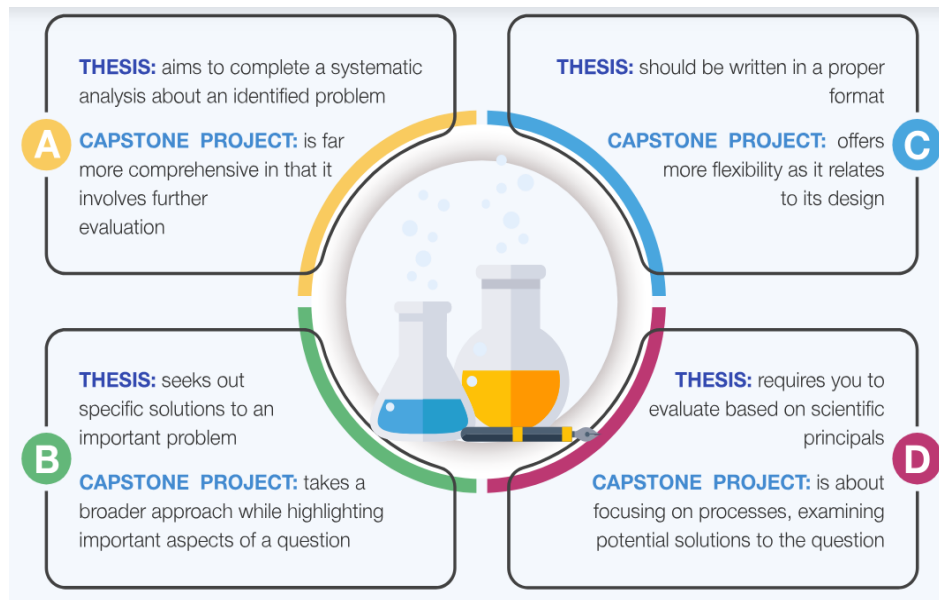 THESIS: aims to complete a systematic
analysis about an identified problem
A
CAPSTONE PROJECT: is far
more comprehensive in that it
involves further
evaluation
THESIS: seeks out
specific solutions to an
important problem
B
CAPSTONE PROJECT: takes a
broader approach while highlighting
important aspects of a question
THESIS: should be written in a proper
format
C
CAPSTONE PROJECT: offers
more flexibility as it relates
to its design
THESIS: requires you to
evaluate based on scientific
principals
D
CAPSTONE PROJECT: is about
focusing on processes, examining
potential solutions to the question